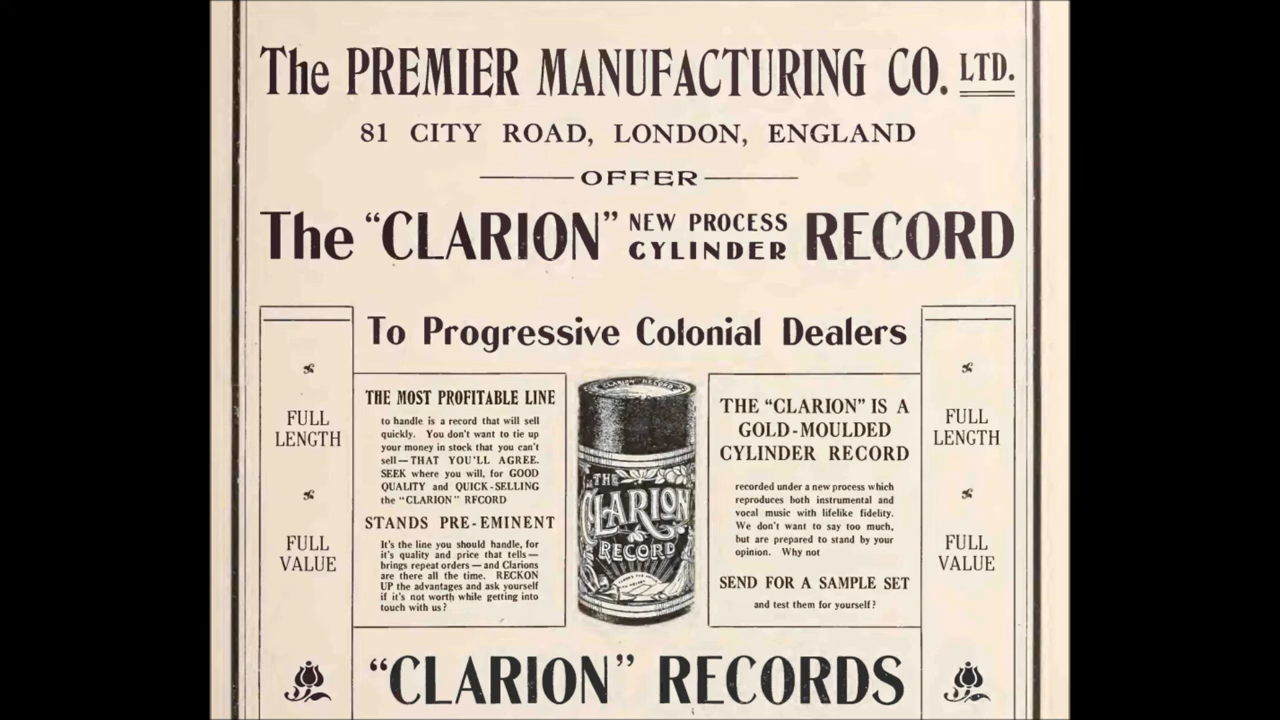 The PREMIER MANUFACTURING CO. LTD.
81 CITY ROAD, LONDON, ENGLAND
OFFER
The "CLARION" NEW PROCESS CYLINDER RECORD
To Progressive Colonial Dealers
FULL
LENGTH
FULL
VALUE
THE MOST PROFITABLE LINE
to handle is a record that will sell
quickly. You don't want to tie up
your money in stock that you can't
sell—THAT YOU'LL AGREE.
SEEK where you will, for GOOD
QUALITY and QUICK-SELLING
the "CLARION" RECORD
STANDS PRE-EMINENT
It's the line you should handle, for
it's quality and price that tells—
brings repeat orders—and Clarions
are there all the time. RECKON
UP the advantages and ask yourself
if it's not worth while getting into
touch with us?
CLARION RECORD
THE
CLARION
RECORD
THE "CLARION" IS A
GOLD-MOULDED
CYLINDER RECORD
recorded under a new process which
reproduces both instrumental and
vocal music with lifelike fidelity.
We don't want to say too much,
but are prepared to stand by your
opinion. Why not
SEND FOR A SAMPLE SET
and test them for yourself?
FULL
LENGTH
FULL
VALUE
"CLARION" RECORDS